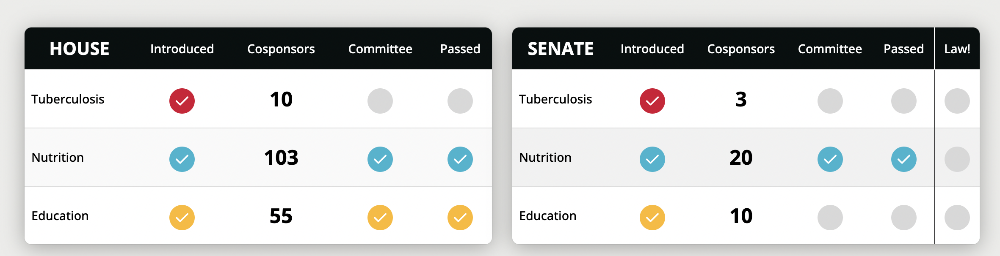 HOUSE Introduced Cosponsors Committee Passed
Tuberculosis 10
Nutrition 103
Education 55
SENATE Introduced Cosponsors Committee Passed Law!
Tuberculosis 3
Nutrition 20
Education 10